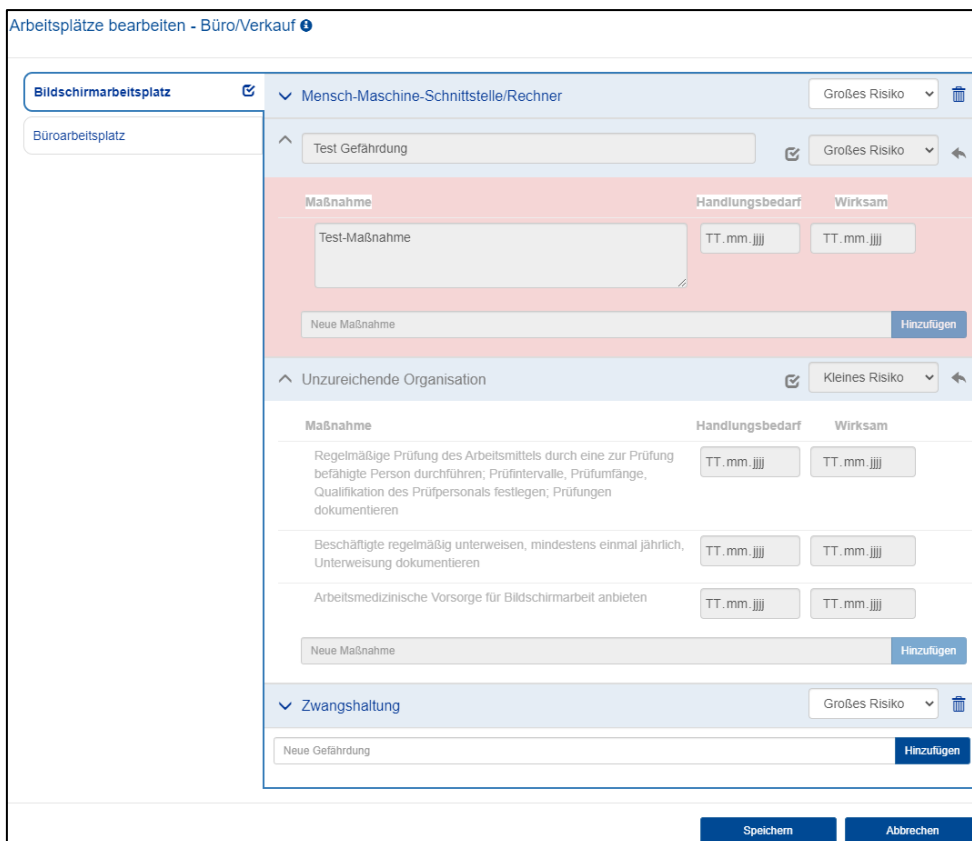 Arbeitsplätze bearbeiten - Büro/Verkauf
Bildschirmarbeitsplatz
Büroarbeitsplatz
Mensch-Maschine-Schnittstelle/Rechner
Großes Risiko
Test Gefährdung
Großes Risiko
Maßnahme Handlungsbedarf Wirksam
Test-Maßnahme
TT.mm.jjjj TT.mm.jjjj
Neue Maßnahme Hinzufügen
Unzureichende Organisation
Kleines Risiko
Maßnahme Handlungsbedarf Wirksam
Regelmäßige Prüfung des Arbeitsmittels durch eine zur Prüfung
befähigte Person durchführen; Prüfintervalle, Prüfumfänge,
Qualifikation des Prüfpersonals festlegen; Prüfungen
dokumentieren
TT.mm.jjjj TT.mm.jjjj
Beschäftigte regelmäßig unterweisen, mindestens einmal jährlich,
Unterweisung dokumentieren
TT.mm.jjjj TT.mm.jjjj
Arbeitsmedizinische Vorsorge für Bildschirmarbeit anbieten
TT.mm.jjjj TT.mm.jjjj
Neue Maßnahme Hinzufügen
Zwangshaltung
Großes Risiko
Neue Gefährdung Hinzufügen
Speichern Abbrechen